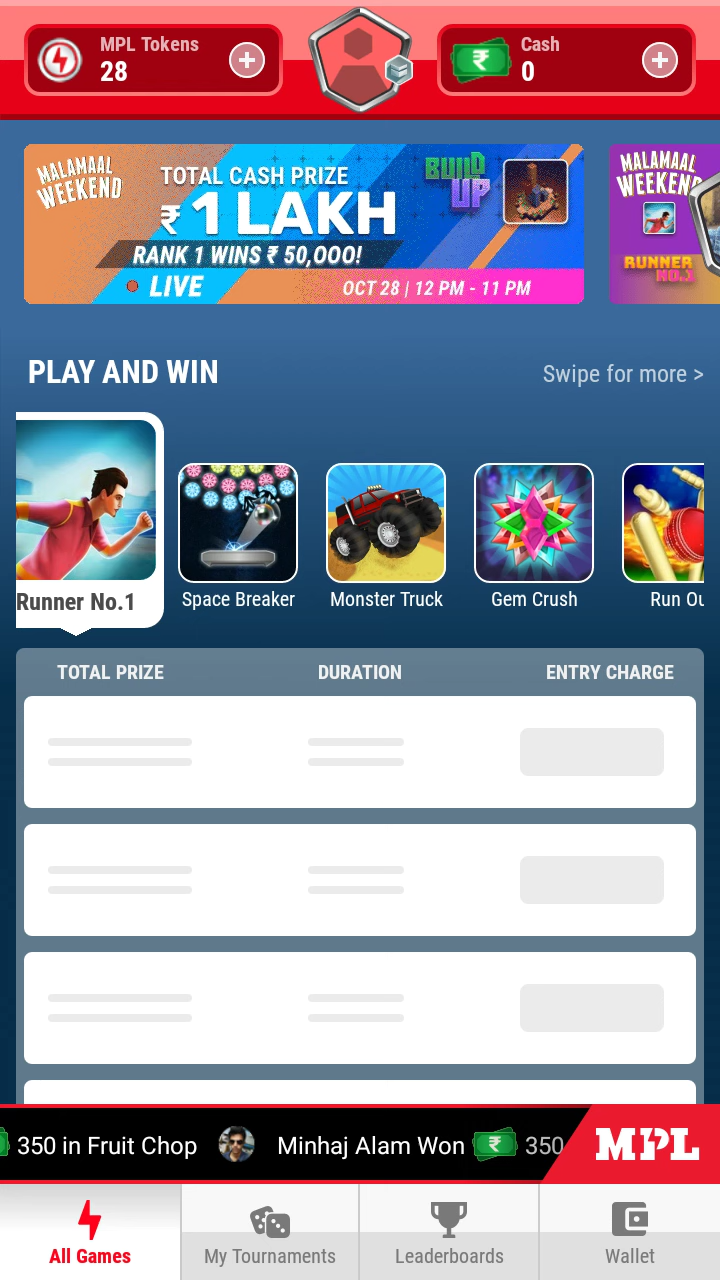 MPL Tokens
28
Cash
0
MALAMAAL
WEEKEND
TOTAL CASH PRIZE
₹ 1 LAKH
RANK 1 WINS ₹ 50,000!
LIVE
OCT 28 | 12 PM - 11 PM
BUILD
UP
MALAMAAL
WEEKEND
RUNNER
NO.1
PLAY AND WIN
Swipe for more >
Runner No.1
Space Breaker
Monster Truck
Gem Crush
Run Ou
TOTAL PRIZE
DURATION
ENTRY CHARGE
350 in Fruit Chop
Minhaj Alam Won
350
MPL
All Games
My Tournaments
Leaderboards
Wallet